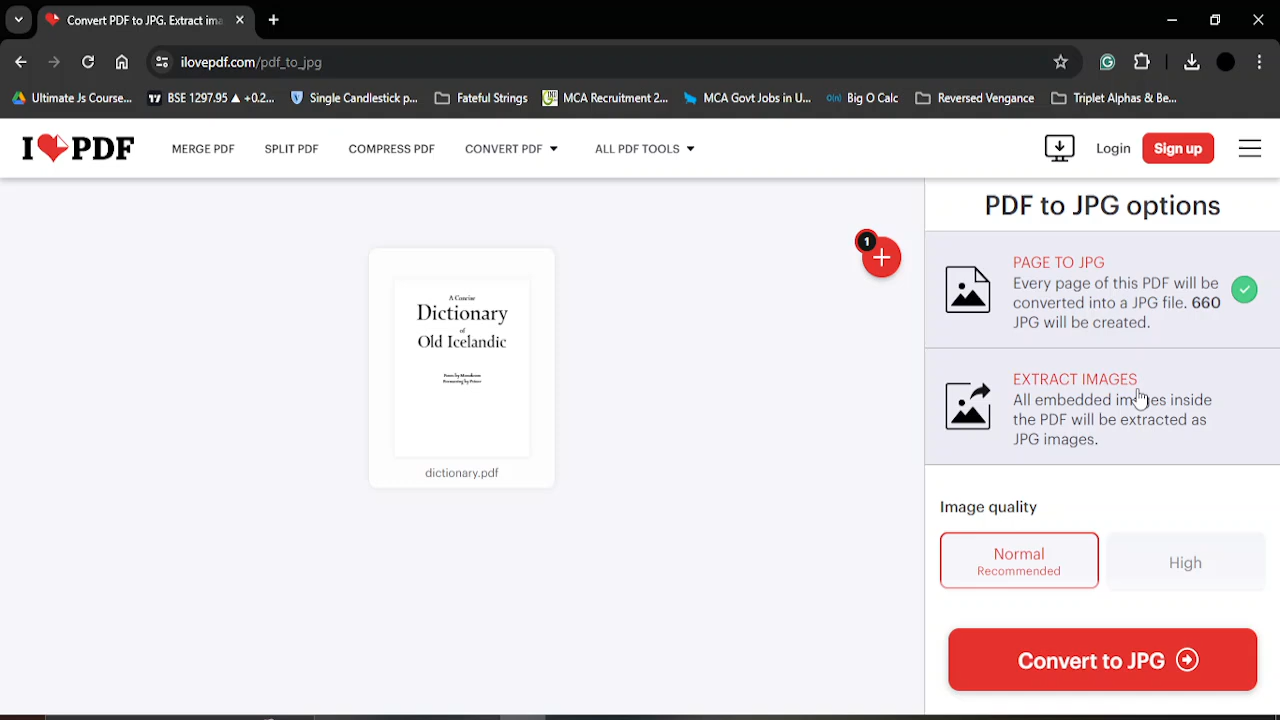 Convert PDF to JPG. Extract ima
ilovepdf.com/pdf_to_jpg
Ultimate Js Course...
BSE 1297.95 ▲ +0.2...
Single Candlestick p...
Fateful Strings
MCA Recruitment 2...
MCA Govt Jobs in U...
Big O Calc
Reversed Vengance
Triplet Alphas & Be...
I PDF
MERGE PDF
SPLIT PDF
COMPRESS PDF
CONVERT PDF
ALL PDF TOOLS
Login
Sign up
1
A Concise
Dictionary
of
Old Icelandic
dictionary.pdf
PDF to JPG options
PAGE TO JPG
Every page of this PDF will be
converted into a JPG file. 660
JPG will be created.
EXTRACT IMAGES
All embedded images inside
the PDF will be extracted as
JPG images.
Image quality
Normal
Recommended
High
Convert to JPG